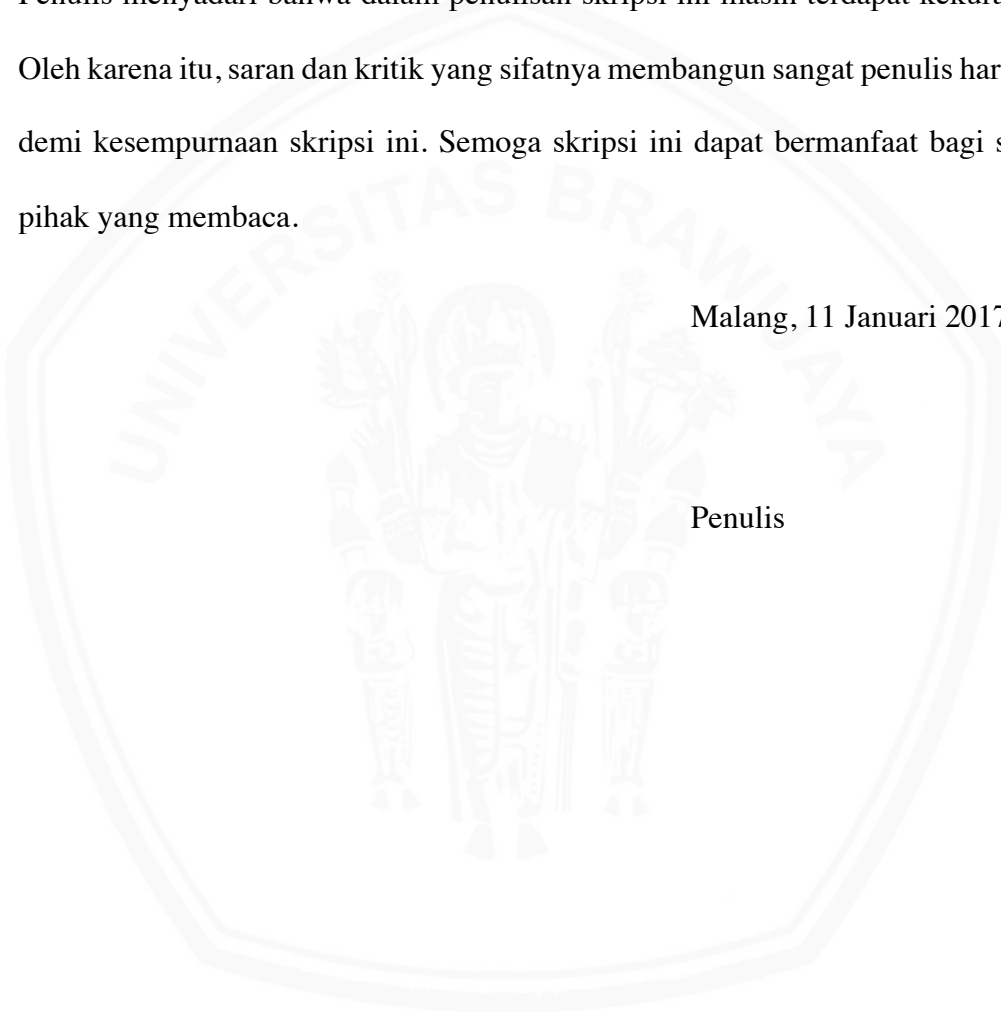 Penulis menyadari bahwa dalam penulisan skripsi ini masih terdapat
Oleh karena itu, saran dan kritik yang sifatnya membangun sangat penulis har
demi kesempurnaan skripsi ini. Semoga skripsi ini dapat bermanfaat bagi s
pihak yang membaca.
UNIVERSITAS BRAWIJAYA
Malang, 11 Januari 2017
Penulis